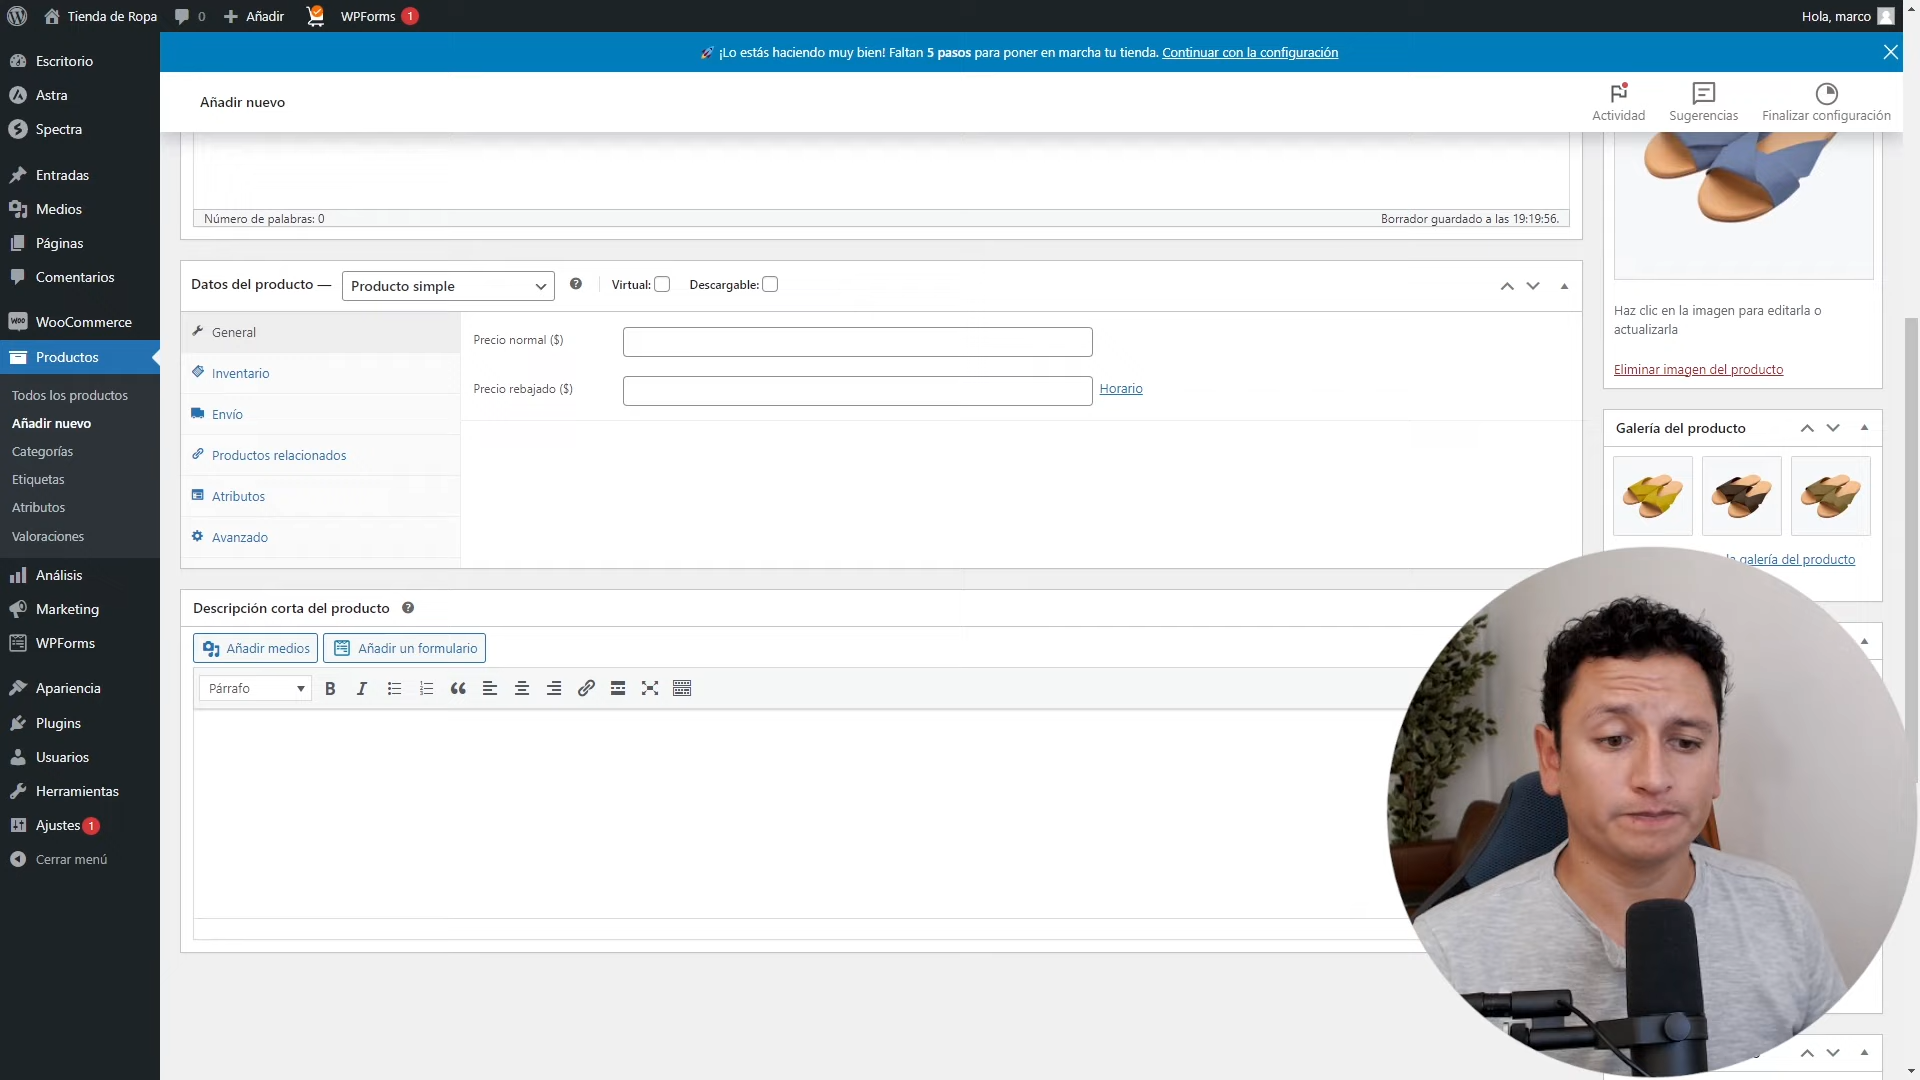 Tienda de Ropa
0
Añadir
WPForms 1
Hola, marco
🚀 ¡Lo estás haciendo muy bien! Faltan 5 pasos para poner en marcha tu tienda. Continuar con la configuración
Añadir nuevo
Actividad
Sugerencias
Finalizar configuración
Escritorio
Astra
Spectra
Entradas
Medios
Páginas
Comentarios
WooCommerce
Productos
Todos los productos
Añadir nuevo
Categorías
Etiquetas
Atributos
Valoraciones
Análisis
Marketing
WPForms
Apariencia
Plugins
Usuarios
Herramientas
Ajustes 1
Cerrar menú
Número de palabras: 0
Borrador guardado a las 19:19:56.
Datos del producto —
Producto simple
Virtual:
Descargable:
General
Inventario
Envío
Productos relacionados
Atributos
Avanzado
Precio normal ($)
Precio rebajado ($)
Horario
Descripción corta del producto
Añadir medios
Añadir un formulario
Párrafo
Haz clic en la imagen para editarla o
actualizarla
Eliminar imagen del producto
Galería del producto
galería del producto